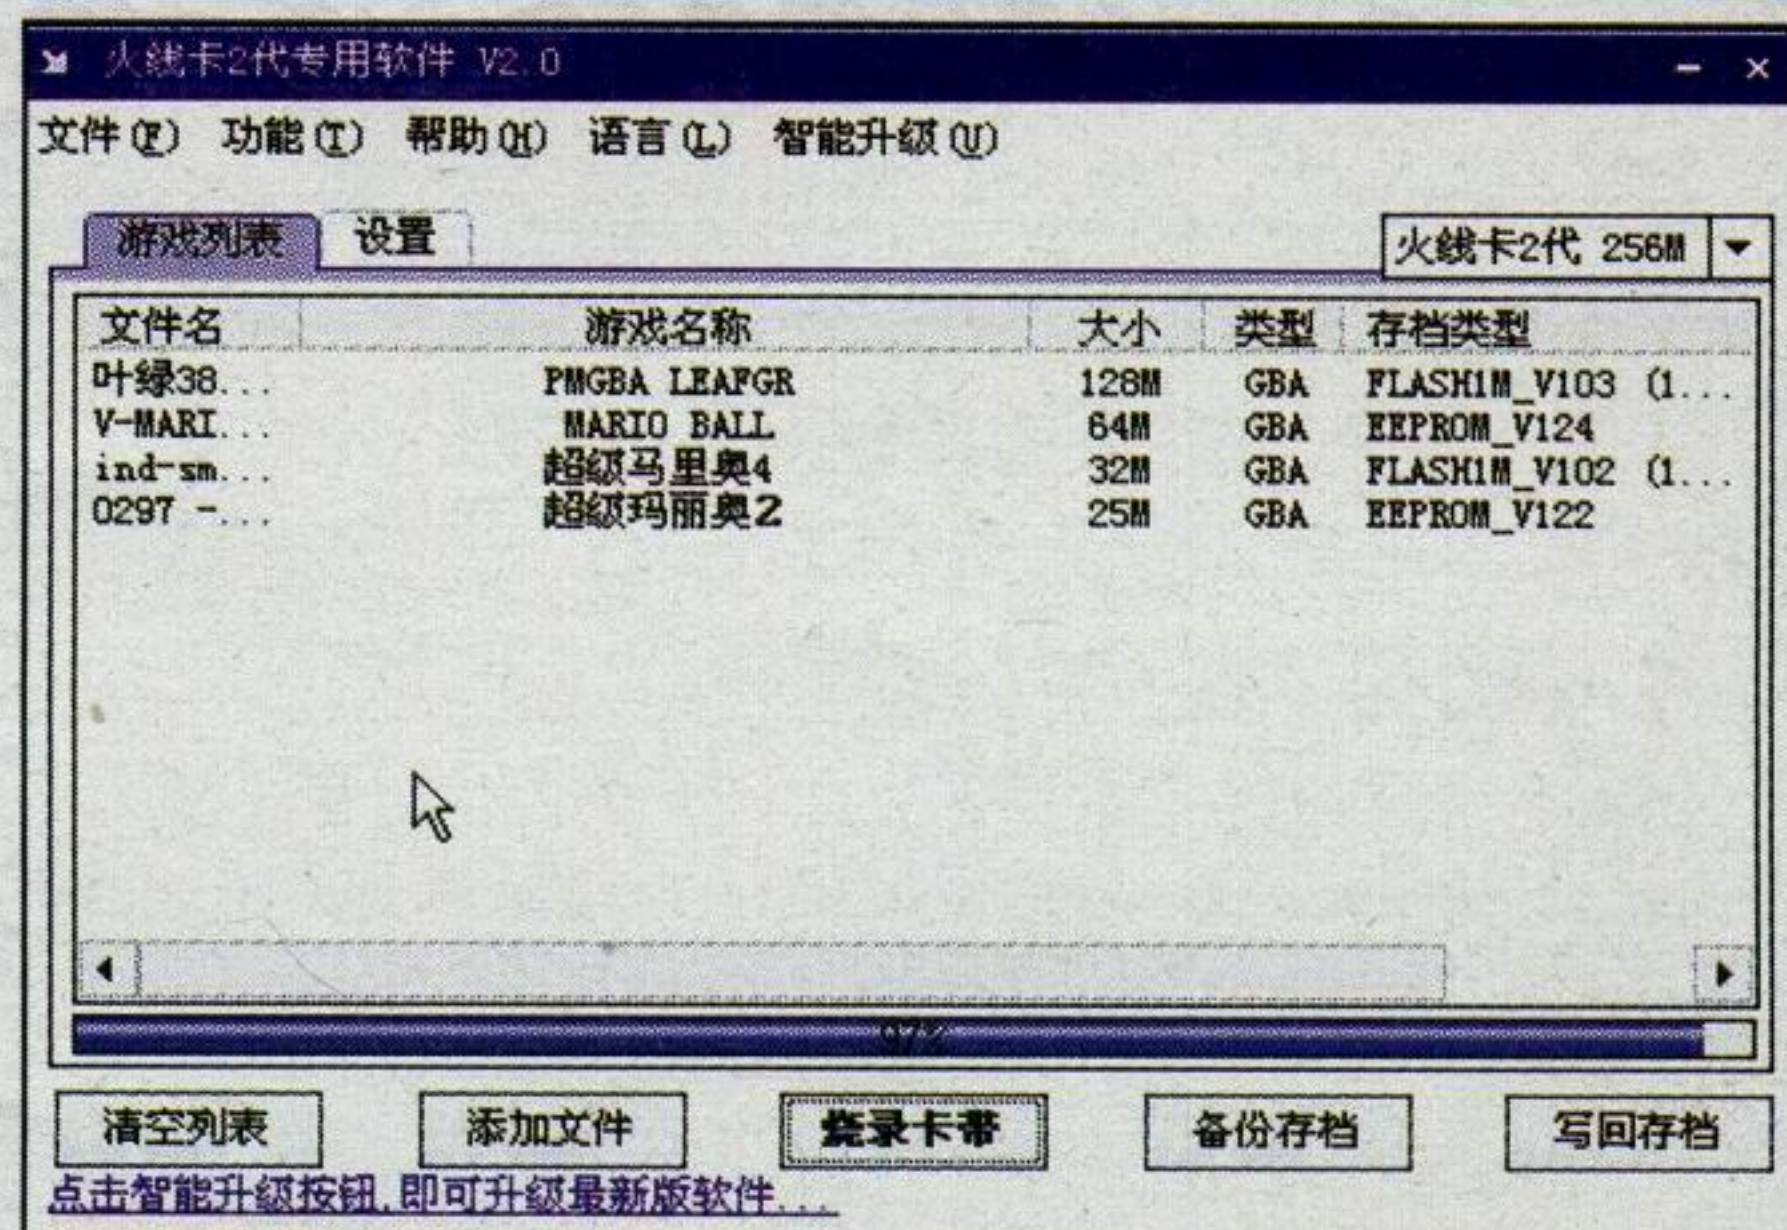 火线卡2代专用软件 V2.0
文件(F) 功能(T) 帮助(H) 语言(L) 智能升级(U)
游戏列表 设置 火线卡2代 256M
文件名 游戏名称 大小 类型 存档类型
叶绿38... PMGBA LEAFGR 128M GBA FLASH1M_V103 (1...
V-MARI... MARIO BALL 64M GBA EEPROM_V124
ind-sm... 超级马里奥4 32M GBA FLASH1M_V102 (1...
0297 -... 超级玛丽奥2 25M GBA EEPROM_V122
97%
清空列表 添加文件 烧录卡带 备份存档 写回存档
点击智能升级按钮,即可升级最新版软件...